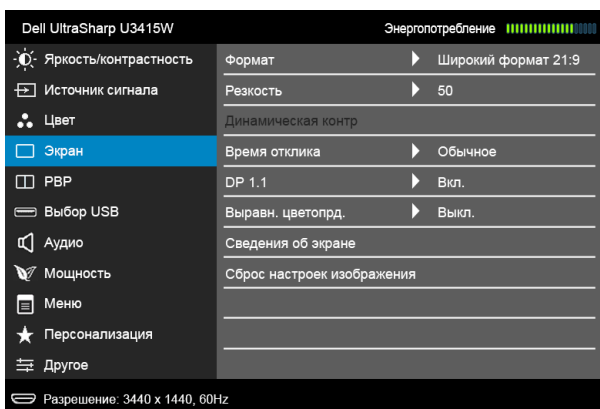 Dell UltraSharp U3415W Энергопотребление
Яркость/контрастность Формат Широкий формат 21:9
Источник сигнала Резкость 50
Цвет Динамическая контр
Экран Время отклика Обычное
PBP DP 1.1 Вкл.
Выбор USB Выравн. цветопрд. Выкл.
Аудио Сведения об экране
Мощность Сброс настроек изображения
Меню
Персонализация
Другое
Разрешение: 3440 x 1440, 60Hz